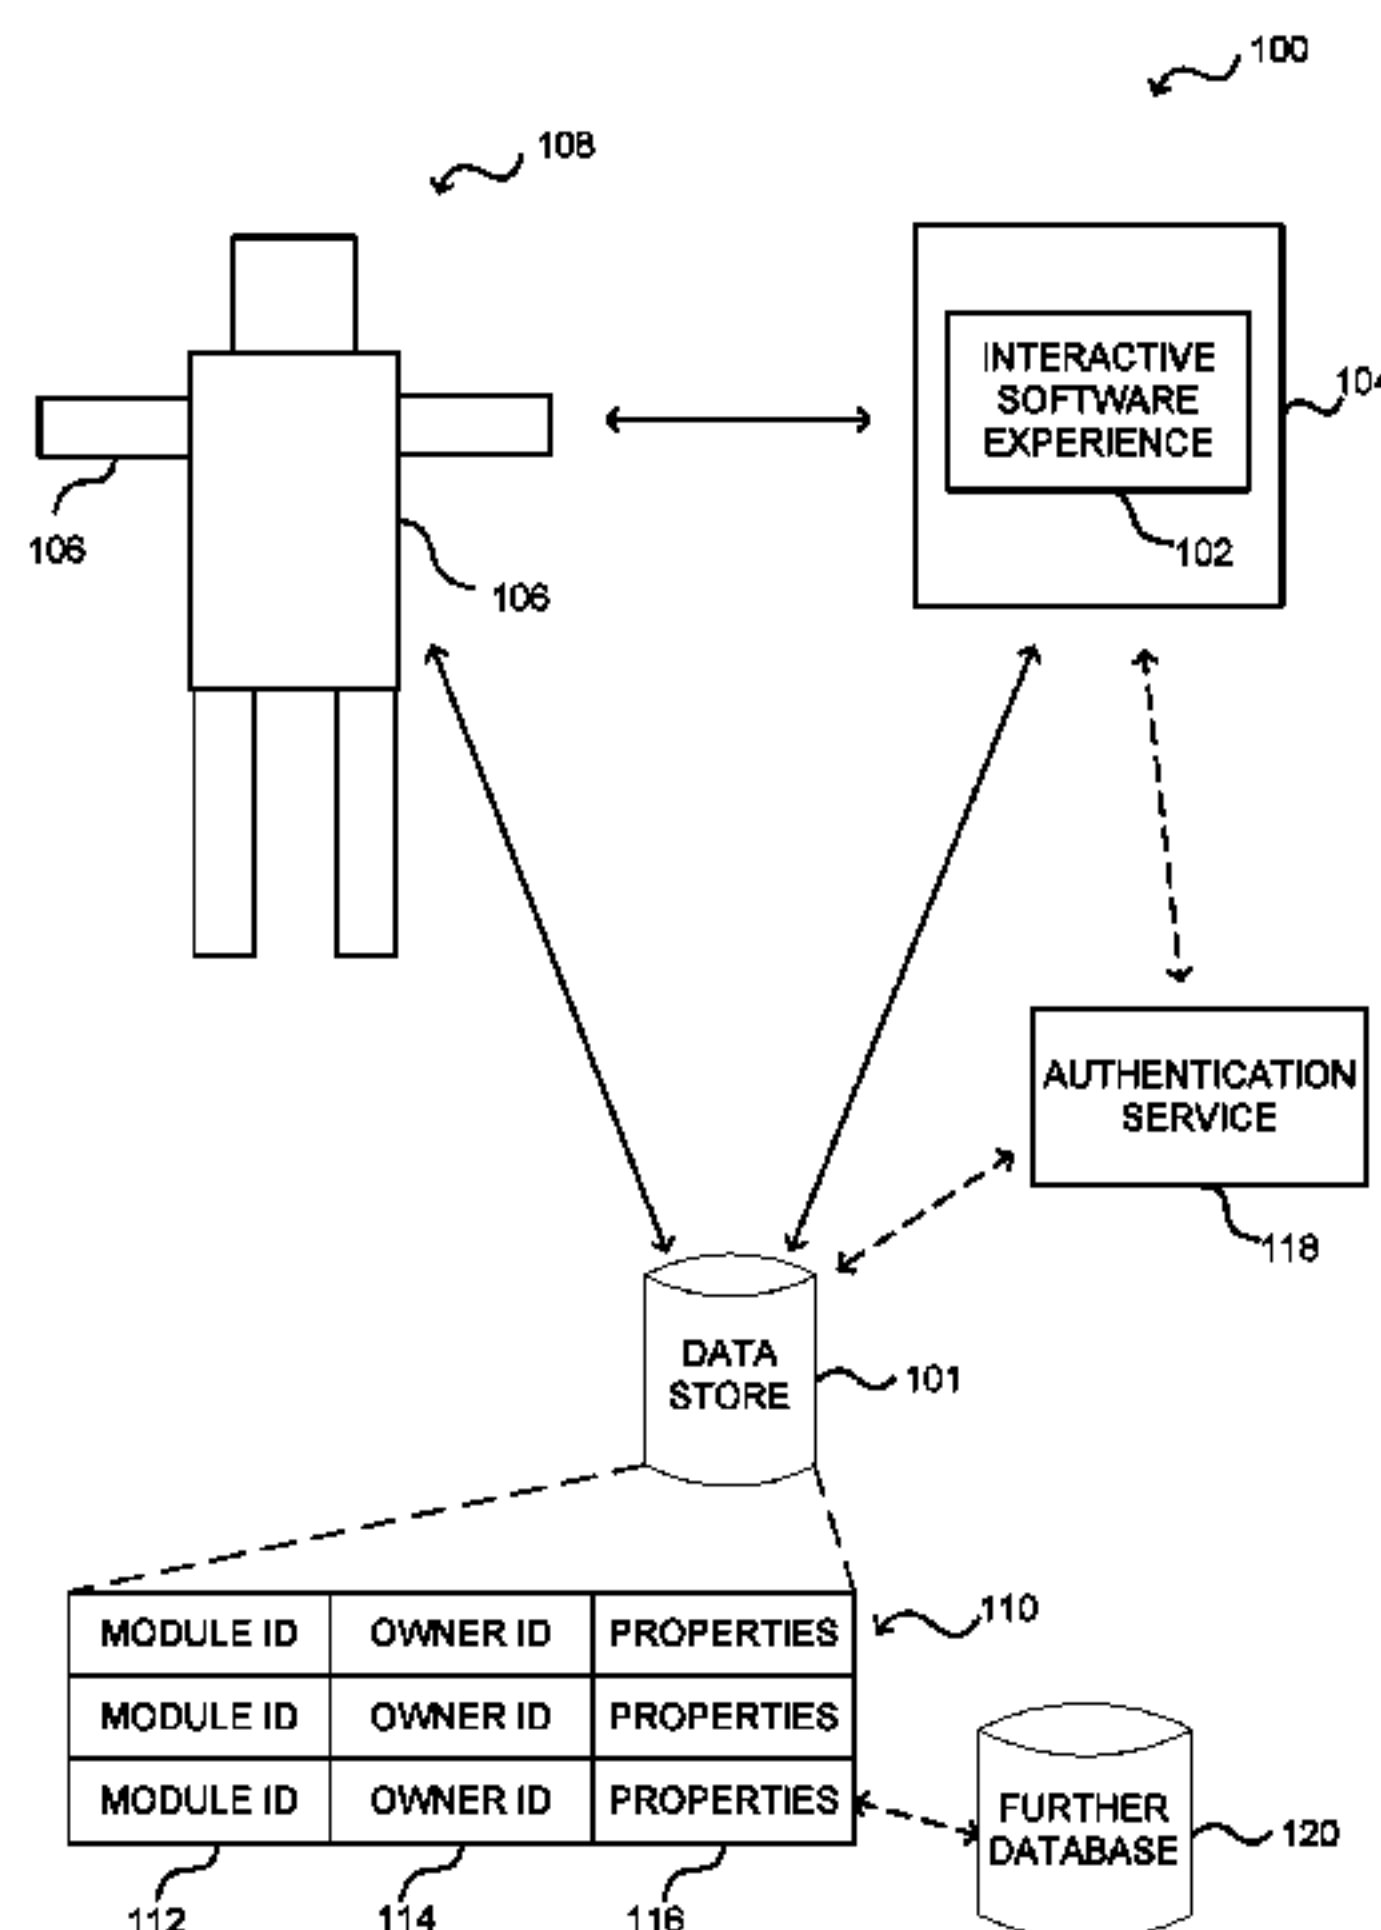 100
108
INTERACTIVE
SOFTWARE
EXPERIENCE
104
102
106
106
AUTHENTICATION
SERVICE
118
DATA
STORE
101
MODULE ID OWNER ID PROPERTIES
110
MODULE ID OWNER ID PROPERTIES
MODULE ID OWNER ID PROPERTIES
FURTHER
DATABASE
120
112 114 116